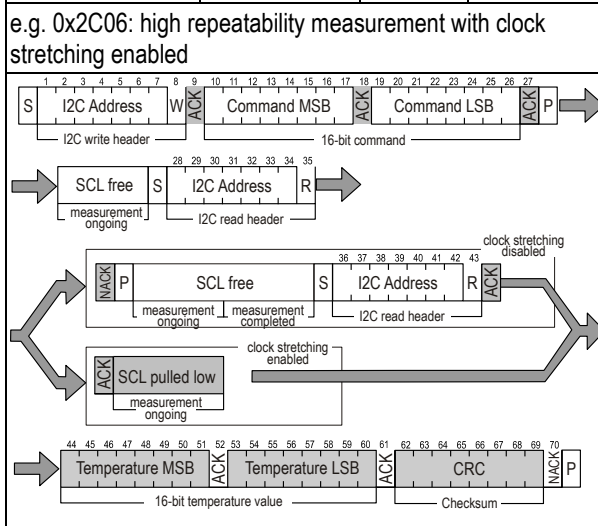 e.g. 0x2C06: high repeatability measurement with clock
stretching enabled
1 2 3 4 5 6 7 8 9 10 11 12 13 14 15 16 17 18 19 20 21 22 23 24 25 26 27
S I2C Address W ACK Command MSB ACK Command LSB ACK P
I2C write header 16-bit command
28 29 30 31 32 33 34 35
SCL free S I2C Address R
measurement
ongoing
I2C read header
clock stretching
disabled
36 37 38 39 40 41 42 43
NACK P SCL free S I2C Address R ACK
measurement
ongoing
measurement
completed
I2C read header
clock stretching
enabled
ACK SCL pulled low
measurement
ongoing
44 45 46 47 48 49 50 51 52 53 54 55 56 57 58 59 60 61 62 63 64 65 66 67 68 69 70
Temperature MSB ACK Temperature LSB ACK CRC NACK P
16-bit temperature value Checksum